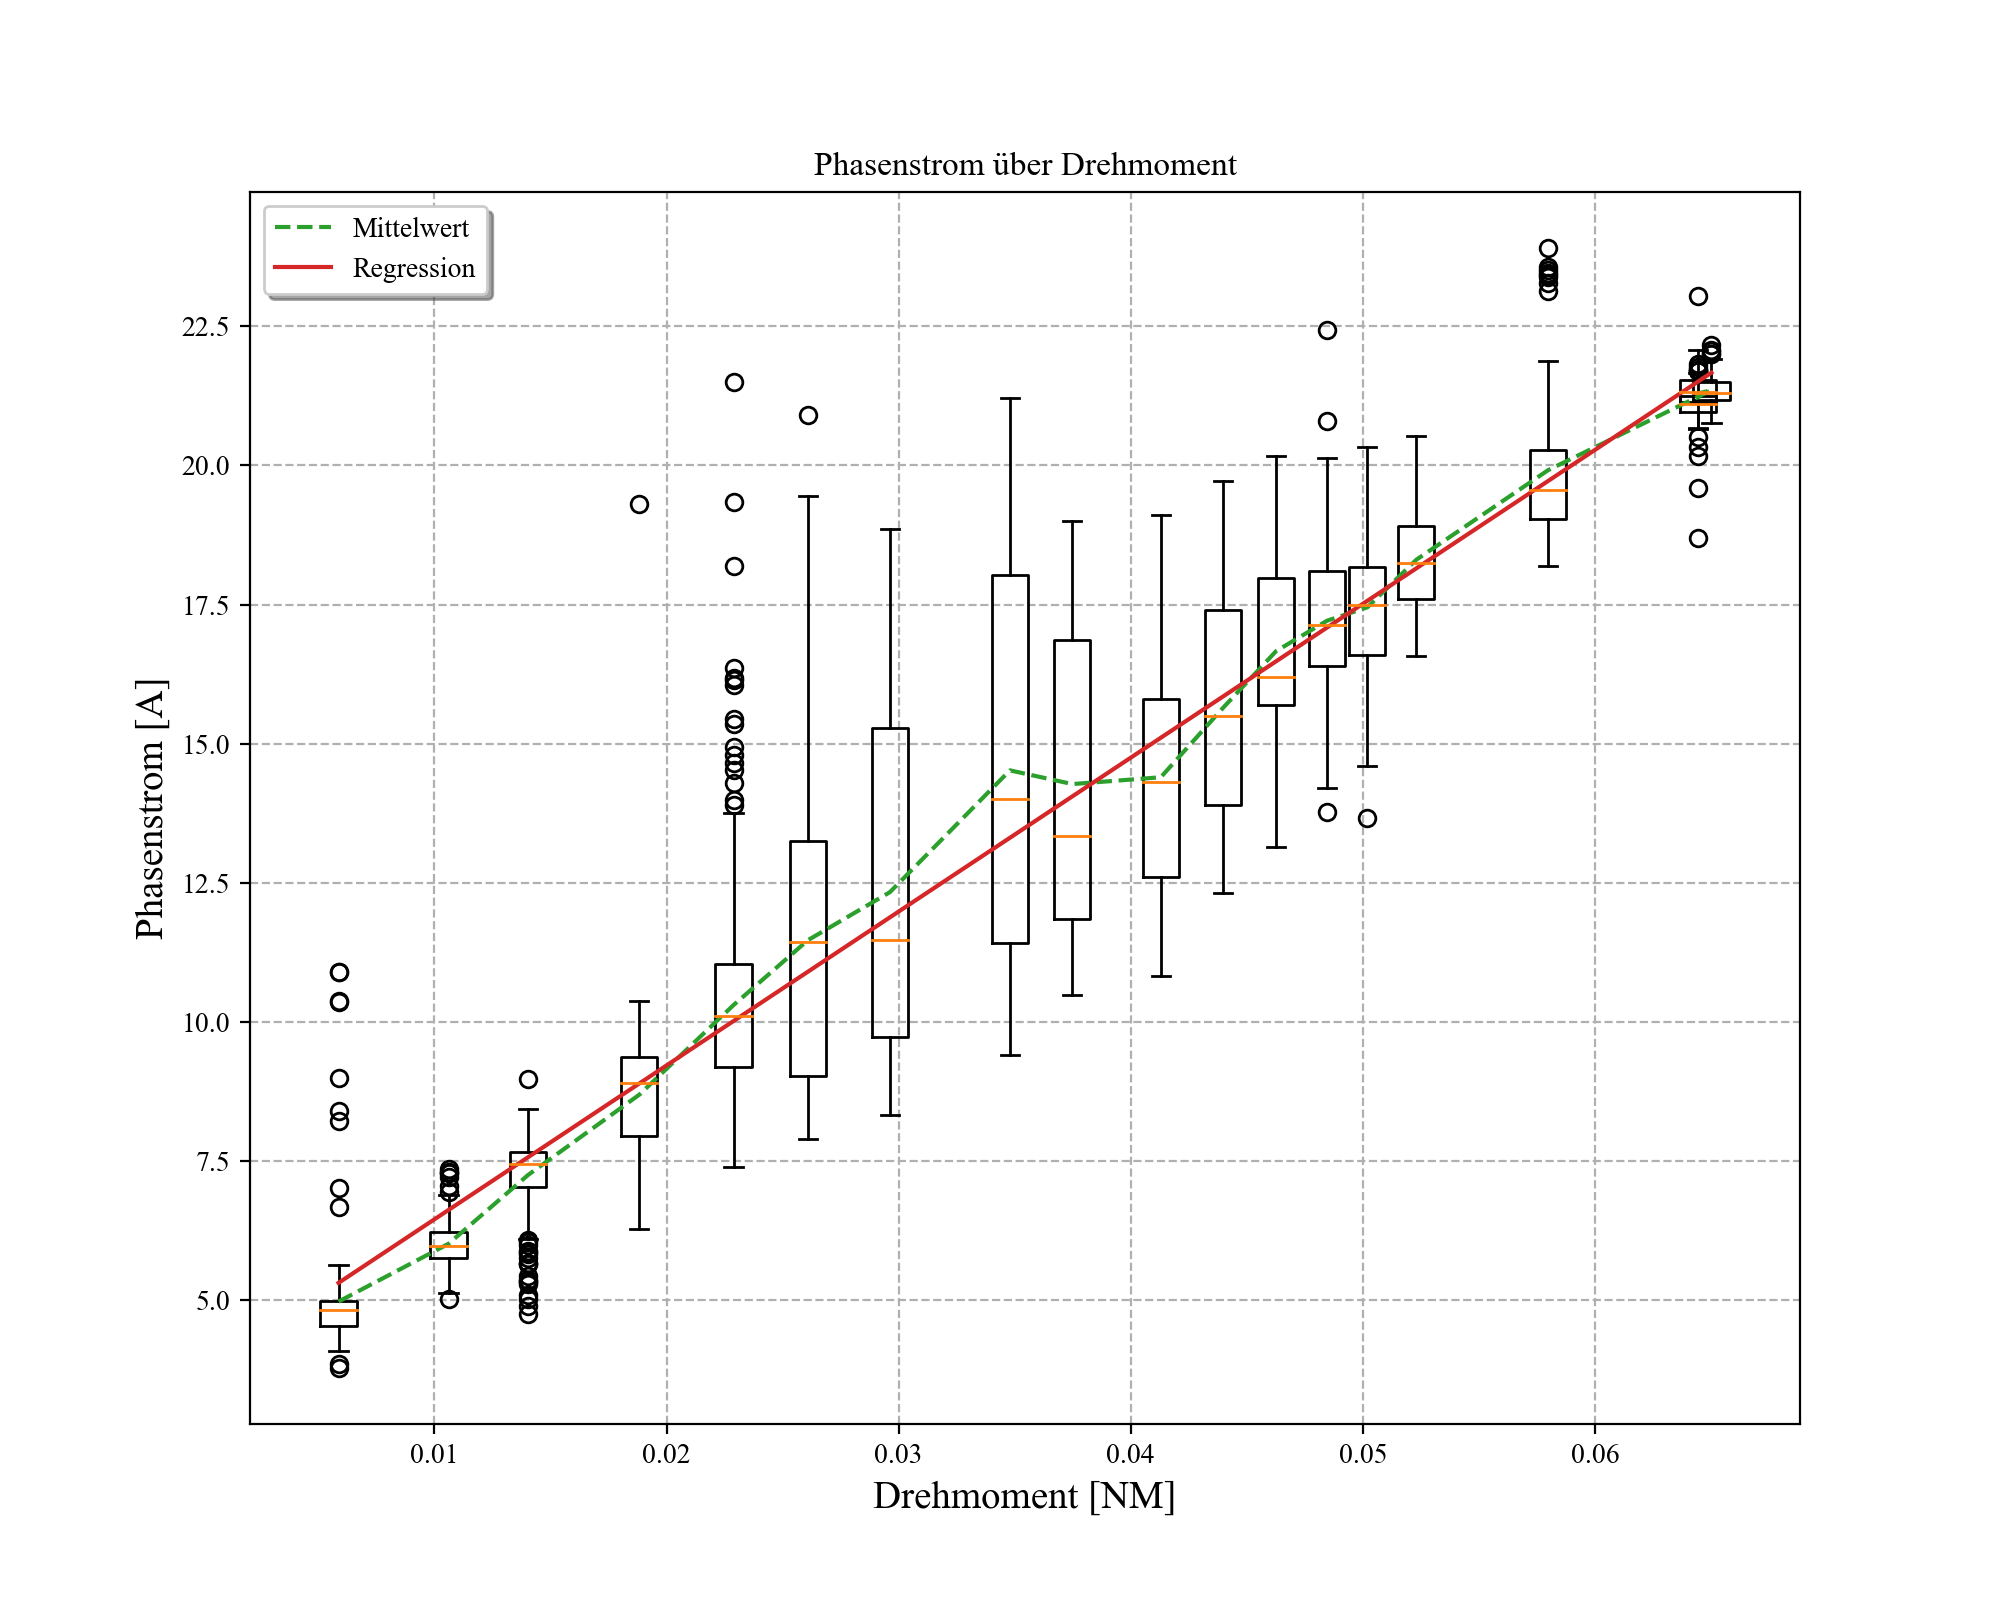 Phasenstrom über Drehmoment
Mittelwert
Regression
22.5
20.0
17.5
15.0
12.5
10.0
7.5
5.0
Phasenstrom [A]
0.01 0.02 0.03 0.04 0.05 0.06
Drehmoment [NM]